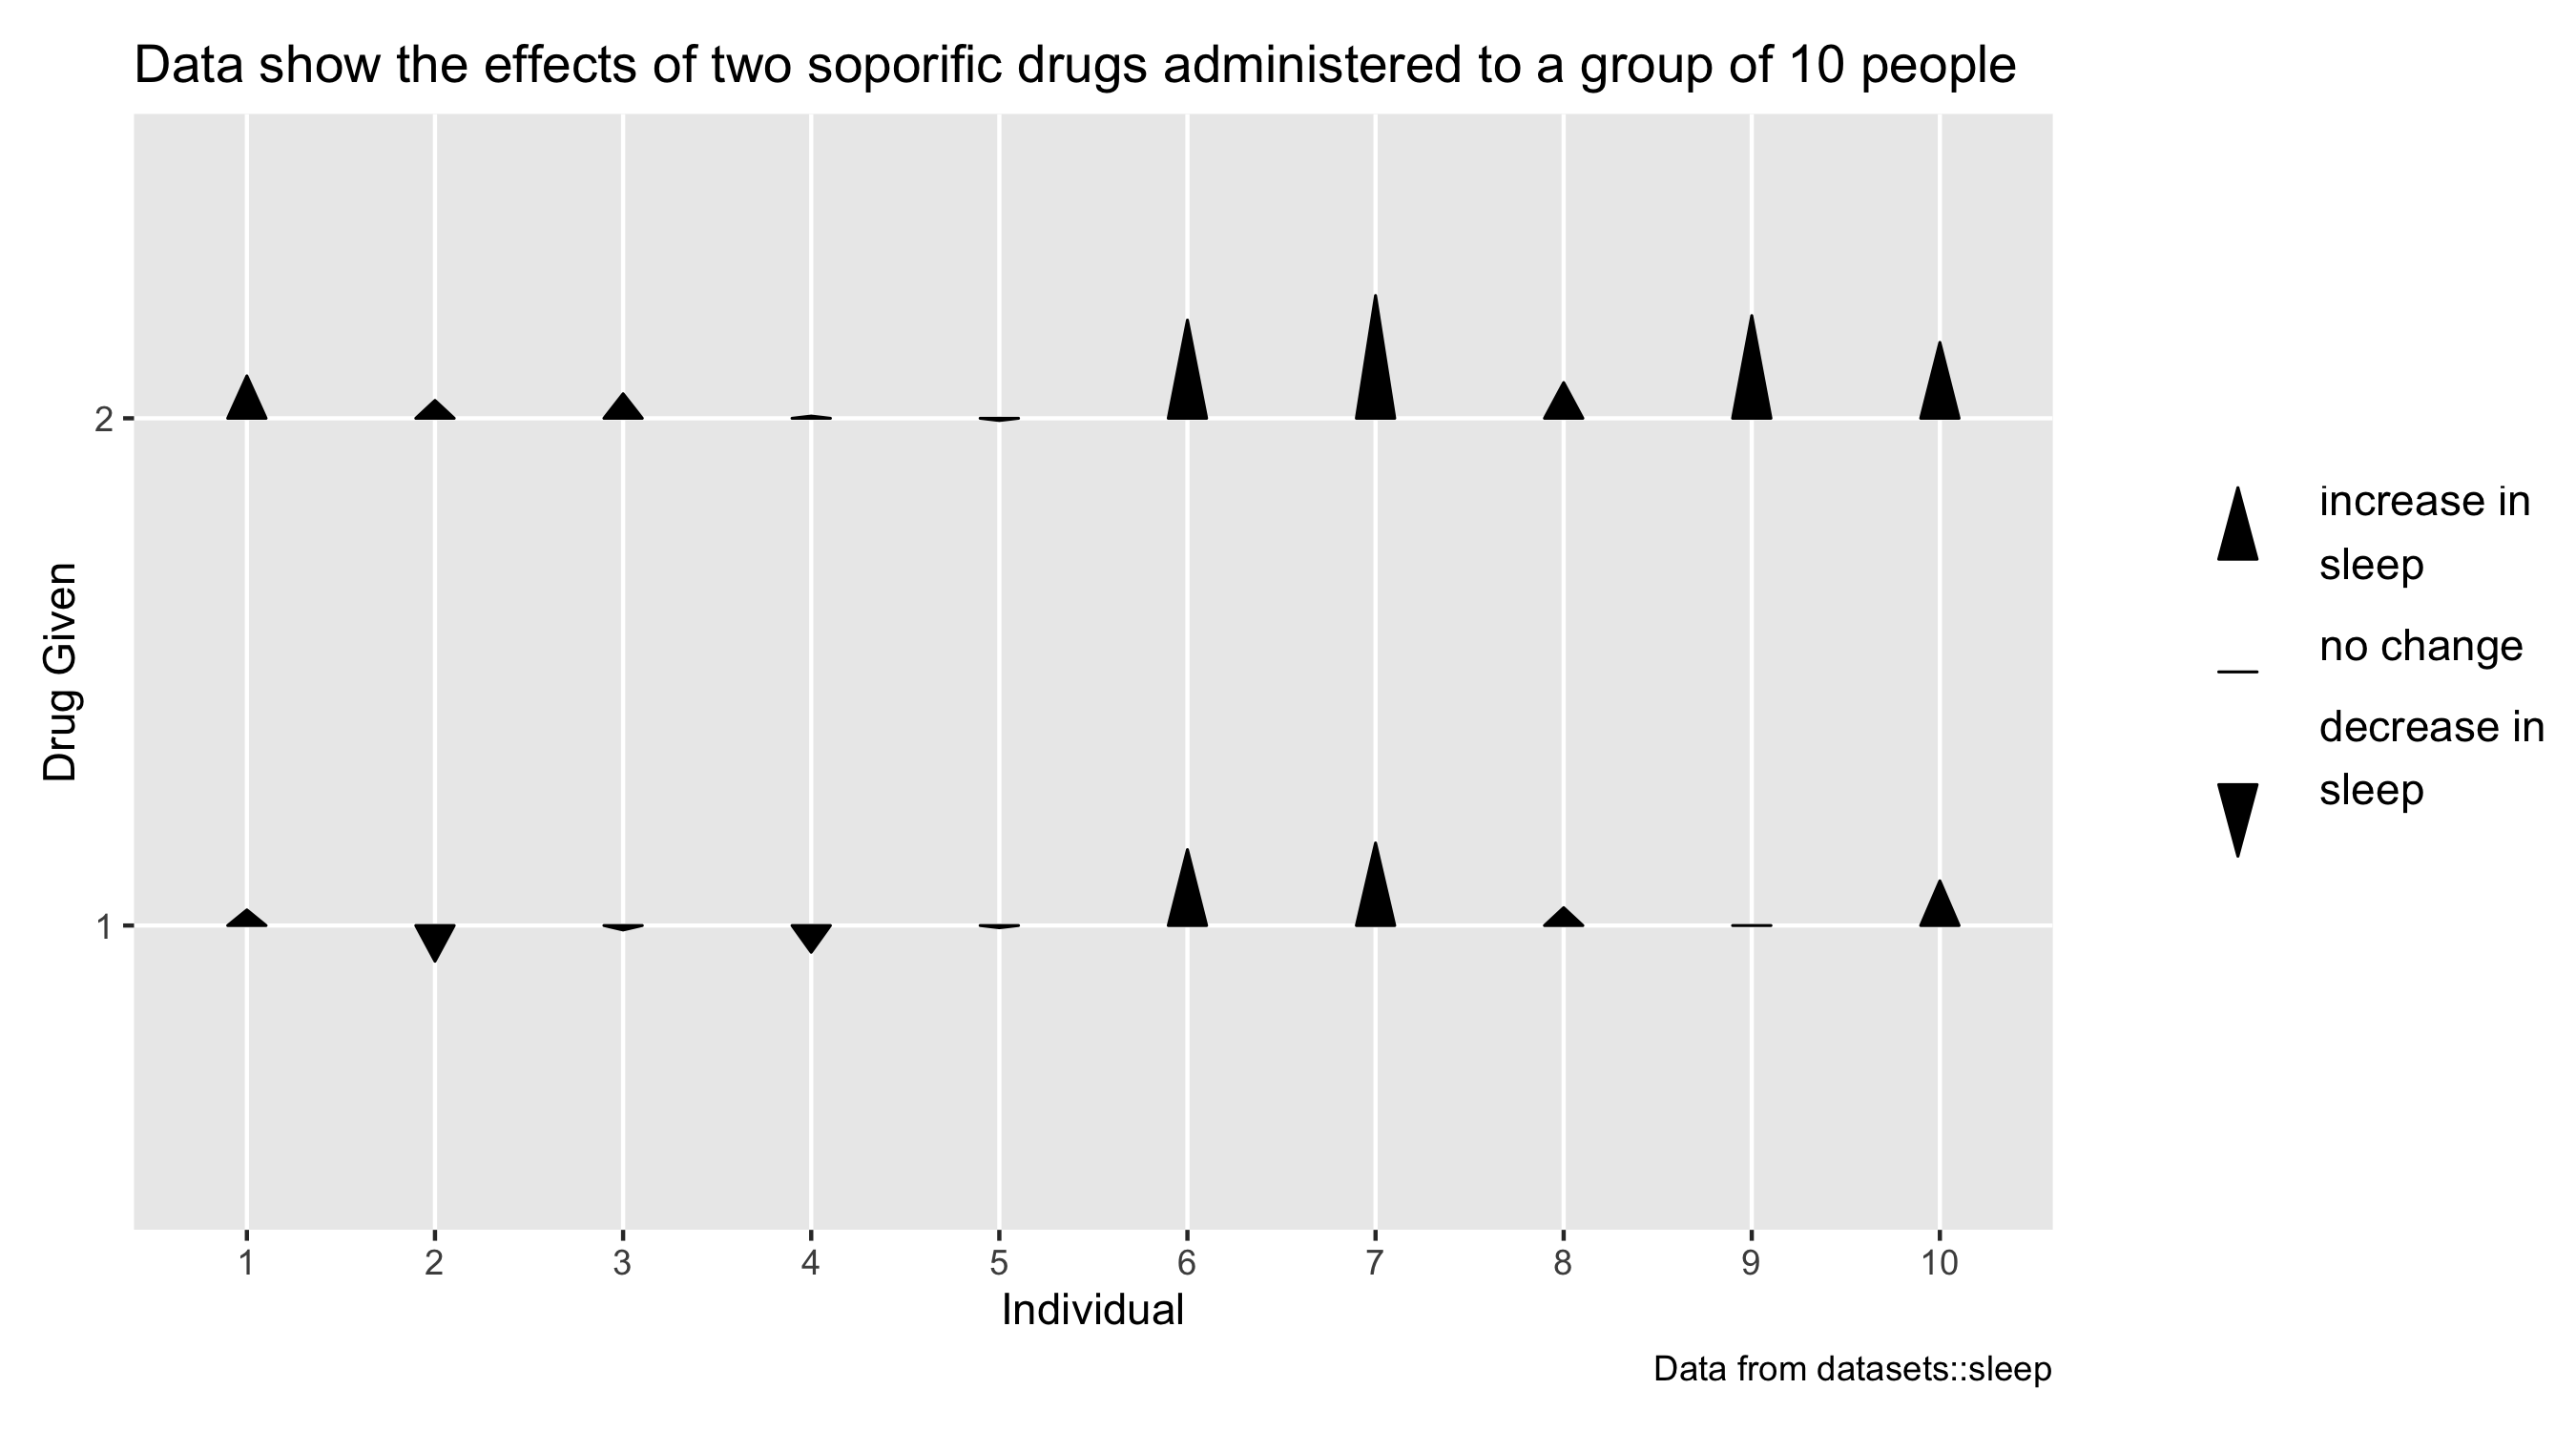 Data show the effects of two soporific drugs administered to a group of 10 people
2
1
Drug Given
1 2 3 4 5 6 7 8 9 10
Individual
increase in
sleep
no change
decrease in
sleep
Data from datasets::sleep